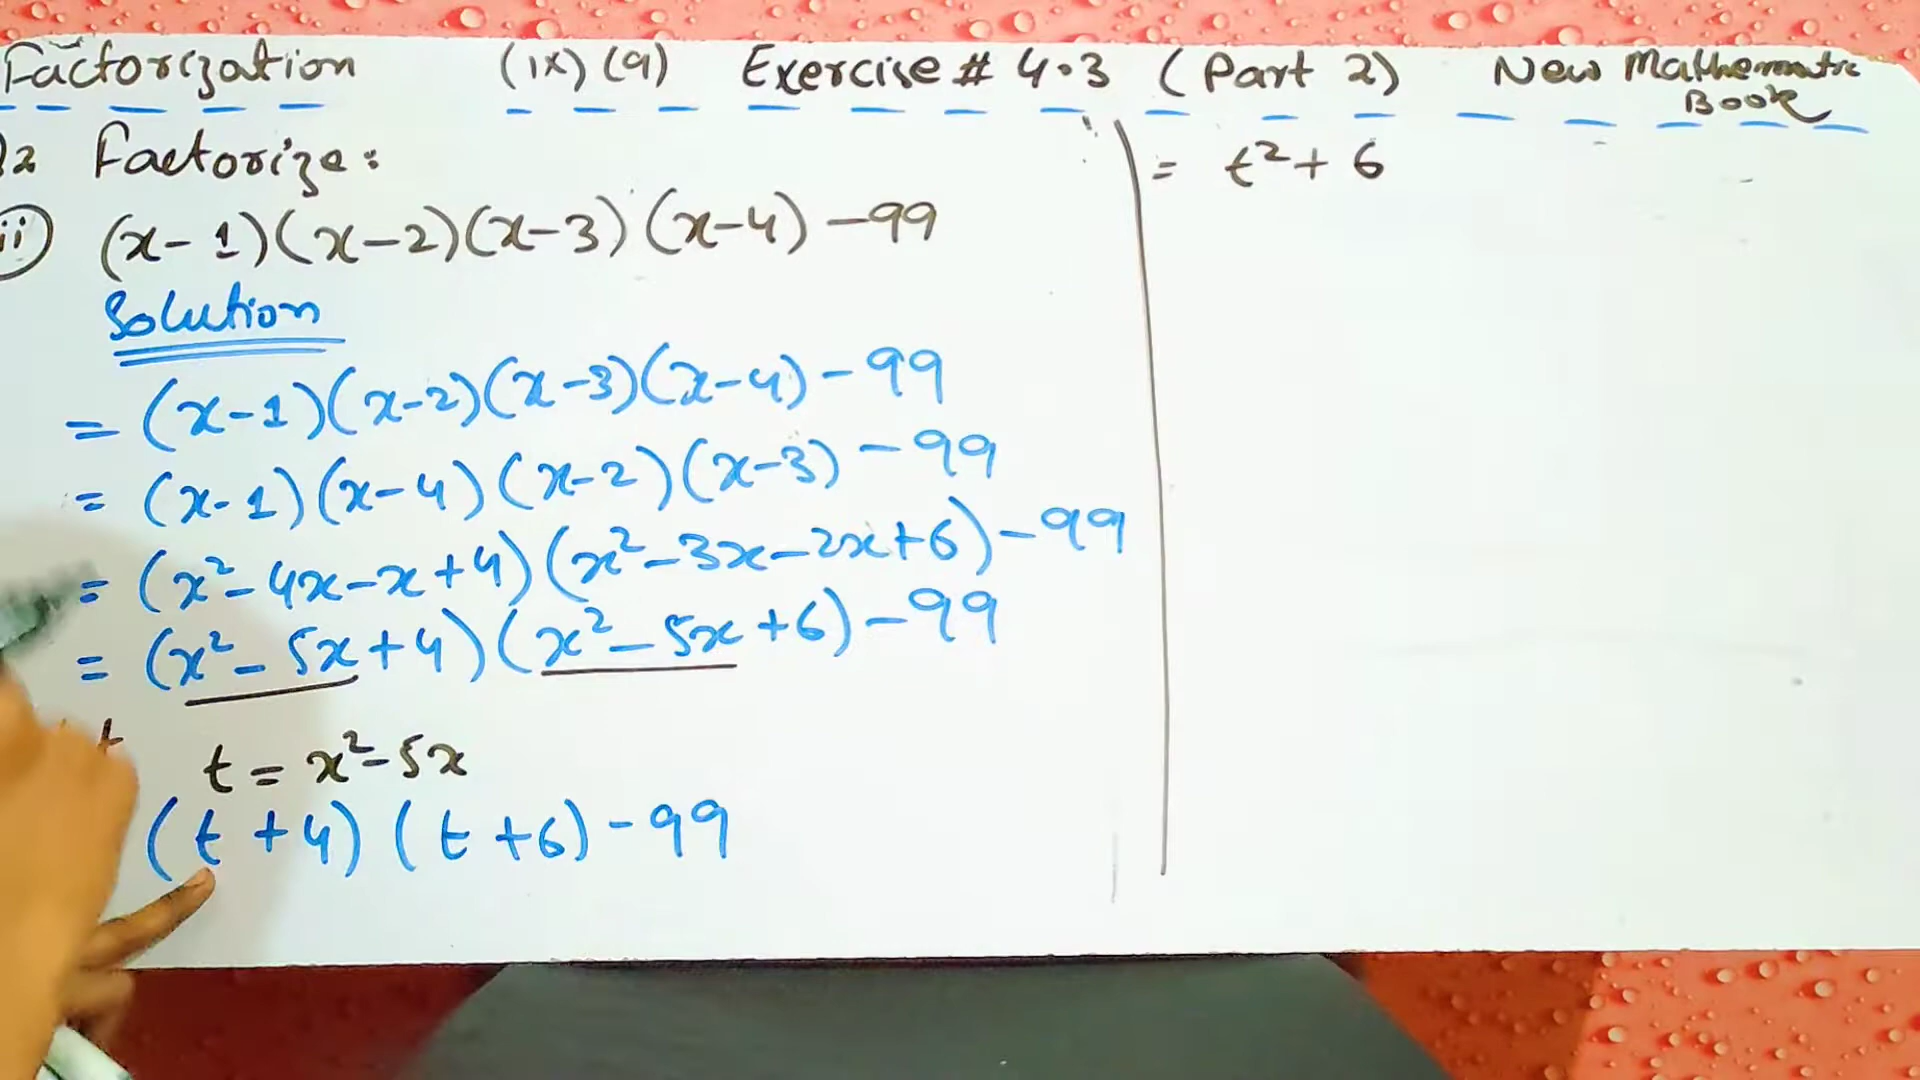 Factorization (ix) (9) Exercise # 4.3 (Part 2) New Mathematic Book
2 Factorize:
ii (x-1)(x-2)(x-3)(x-4) -99
Solution
= (x-1)(x-2)(x-3)(x-4) -99
= (x-1)(x-4)(x-2)(x-3) -99
= (x²-4x-x+4)(x²-3x-2x+6) -99
= (x²-5x+4)(x²-5x+6) -99
t = x²-5x
(t+4)(t+6) -99
= t²+6